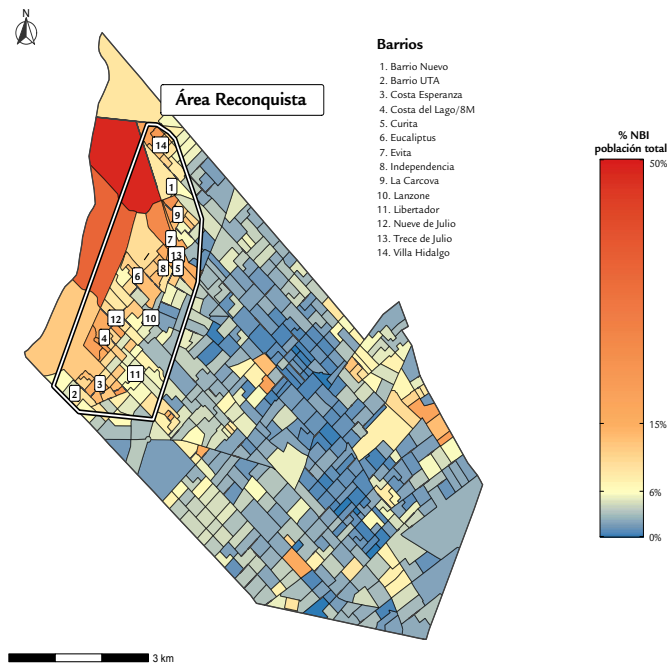 N
Área Reconquista
Barrios
1. Barrio Nuevo
2. Barrio UTA
3. Costa Esperanza
4. Costa del Lago/8M
5. Curita
6. Eucaliptus
7. Evita
8. Independencia
9. La Carcova
10. Lanzone
11. Libertador
12. Nueve de Julio
13. Trece de Julio
14. Villa Hidalgo
% NBI
población total
50%
15%
6%
0%
14
1
9
7
13
8 5
6
12 10
4
11
3
2
3 km